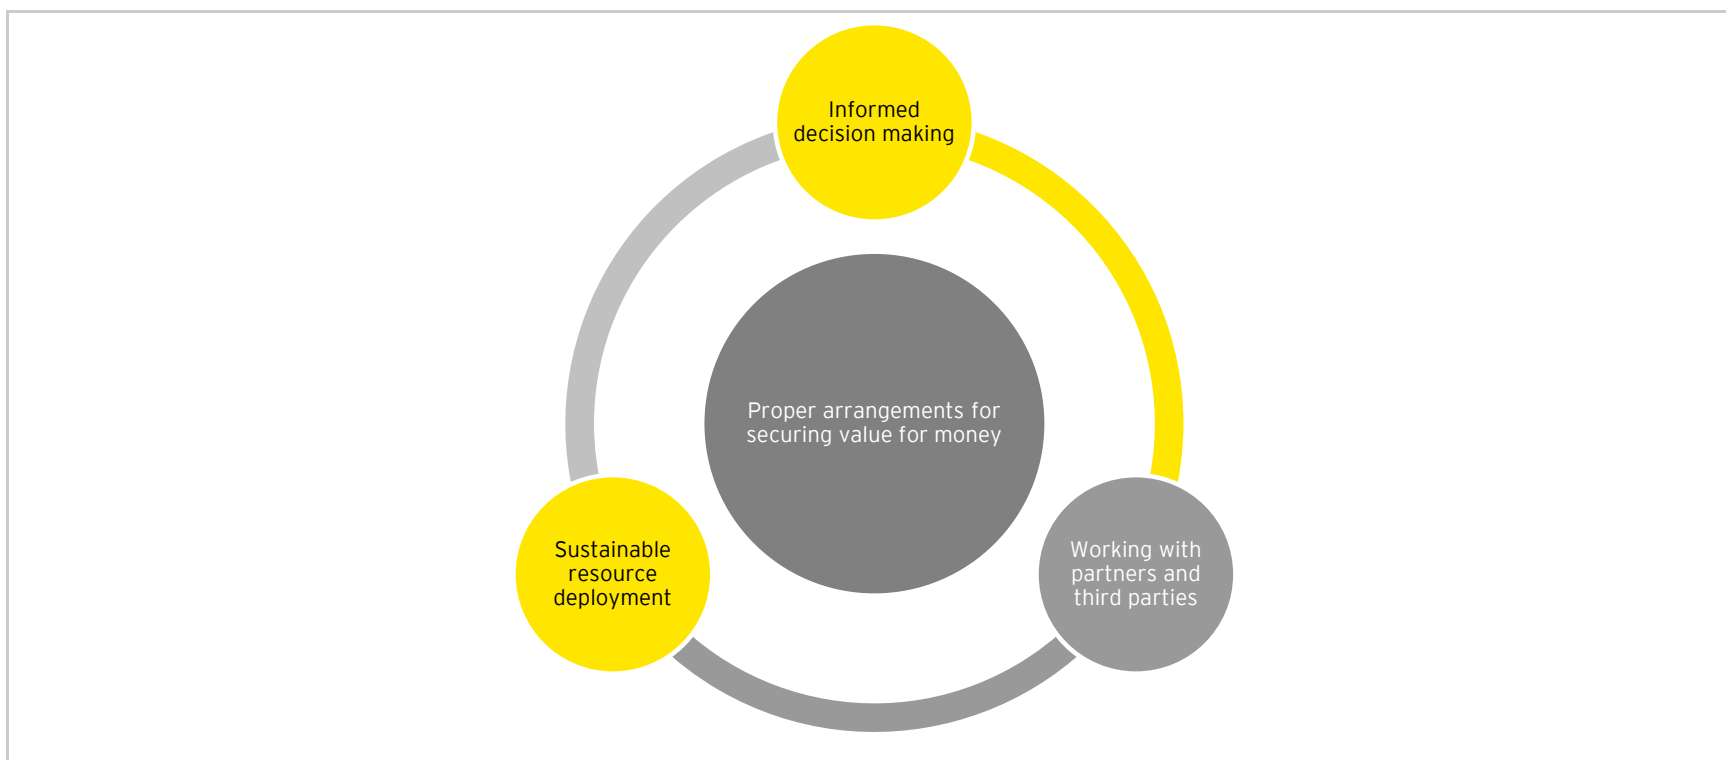 Informed
decision making
Proper arrangements for
securing value for money
Sustainable
resource
deployment
Working with
partners and
third parties